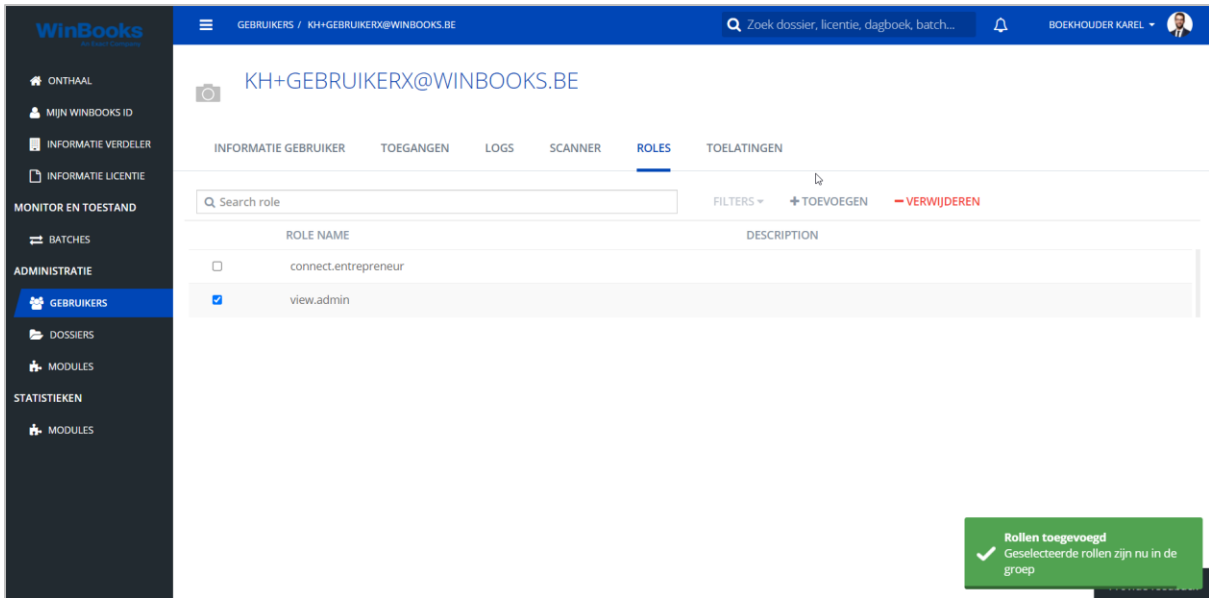 WinBooks
GEBRUIKERS / KH+GEBRUIKERX@WINBOOKS.BE
Zoek dossier, licentie, dagboek, batch...
BOEKHOUDER KAREL
ONTHAAL
MIJN WINBOOKS ID
INFORMATIE VERDELER
INFORMATIE LICENTIE
MONITOR EN TOESTAND
BATCHES
ADMINISTRATIE
GEBRUIKERS
DOSSIERS
MODULES
STATISTIEKEN
MODULES
KH+GEBRUIKERX@WINBOOKS.BE
INFORMATIE GEBRUIKER TOEGANGEN LOGS SCANNER ROLES TOELATINGEN
Search role
FILTERS + TOEVOEGEN − VERWIJDEREN
ROLE NAME DESCRIPTION
connect.entrepreneur
view.admin
Rollen toegevoegd
Geselecteerde rollen zijn nu in de
groep